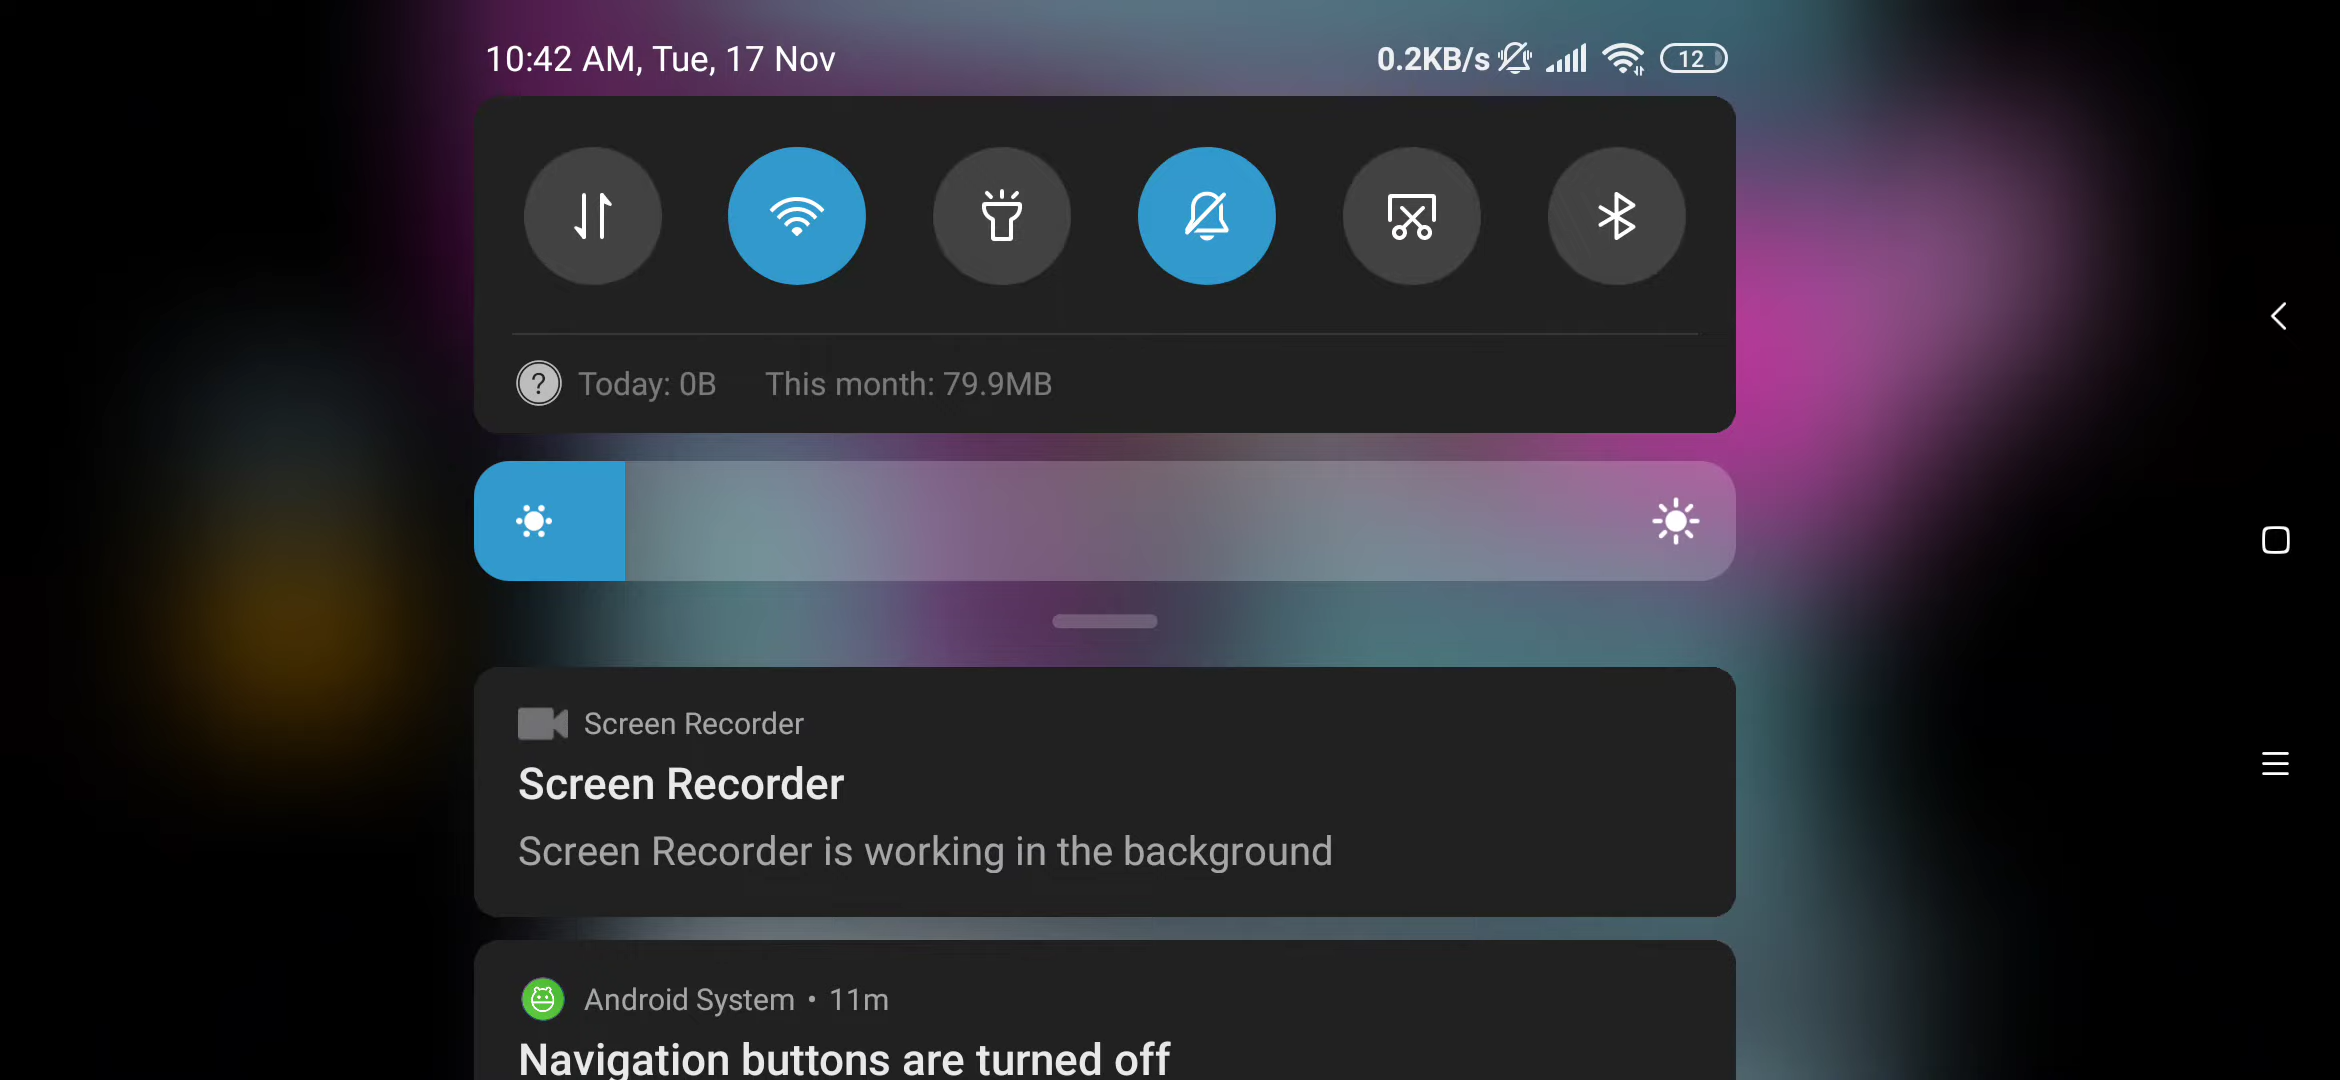 10:42 AM, Tue, 17 Nov
0.2KB/s
12
? Today: 0B This month: 79.9MB
Screen Recorder
Screen Recorder
Screen Recorder is working in the background
Android System • 11m
Navigation buttons are turned off